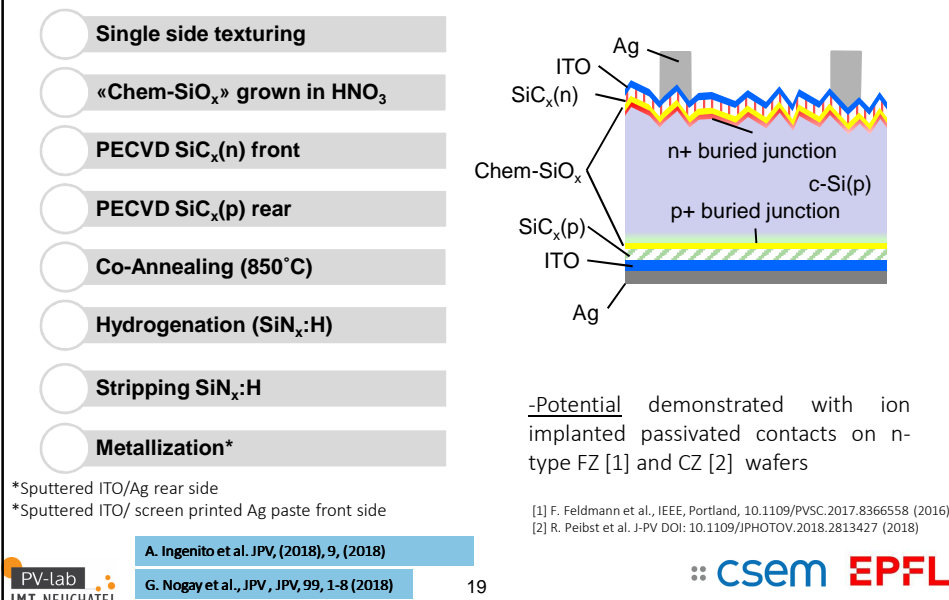 Single side texturing
«Chem-SiOₓ» grown in HNO₃
PECVD SiCₓ(n) front
PECVD SiCₓ(p) rear
Co-Annealing (850˚C)
Hydrogenation (SiNₓ:H)
Stripping SiNₓ:H
Metallization*
*Sputtered ITO/Ag rear side
*Sputtered ITO/ screen printed Ag paste front side
Ag
ITO
SiCₓ(n)
n+ buried junction
Chem-SiOₓ
c-Si(p)
p+ buried junction
SiCₓ(p)
ITO
Ag
-Potential demonstrated with ion
implanted passivated contacts on n-
type FZ [1] and CZ [2] wafers
[1] F. Feldmann et al., IEEE, Portland, 10.1109/PVSC.2017.8366558 (2016)
[2] R. Peibst et al. J-PV DOI: 10.1109/JPHOTOV.2018.2813427 (2018)
A. Ingenito et al. JPV, (2018), 9, (2018)
G. Nogay et al., JPV , JPV, 99, 1-8 (2018)
19
PV-lab
IMT NEUCHATEL
csem EPFL